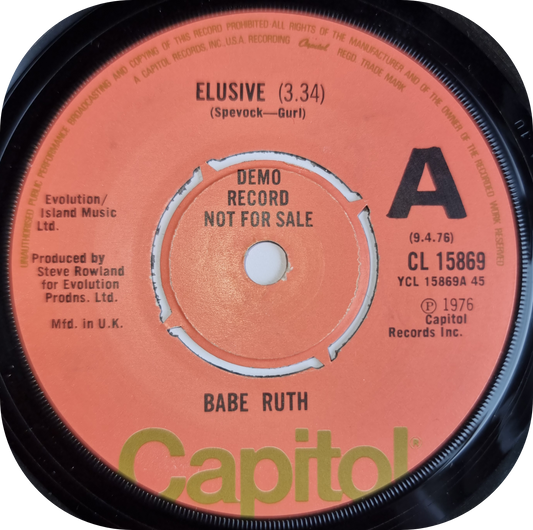 UNAUTHORISED PUBLIC PERFORMANCE BROADCASTING AND COPYING OF THIS RECORD PROHIBITED·ALL RIGHTS OF THE MANUFACTURER AND OF THE OWNER OF THE RECORDED WORK RESERVED
A CAPITOL RECORDS, INC., U.S.A. RECORDING Capitol REGD. TRADE MARK
ELUSIVE (3.34)
(Spevock—Gurl)
DEMO
RECORD
NOT FOR SALE
A
Evolution/
Island Music
Ltd.
(9.4.76)
CL 15869
YCL 15869A 45
Produced by
Steve Rowland
for Evolution
Prodns. Ltd.
Ⓟ 1976
Capitol
Records Inc.
Mfd. in U.K.
BABE RUTH
Capitol®